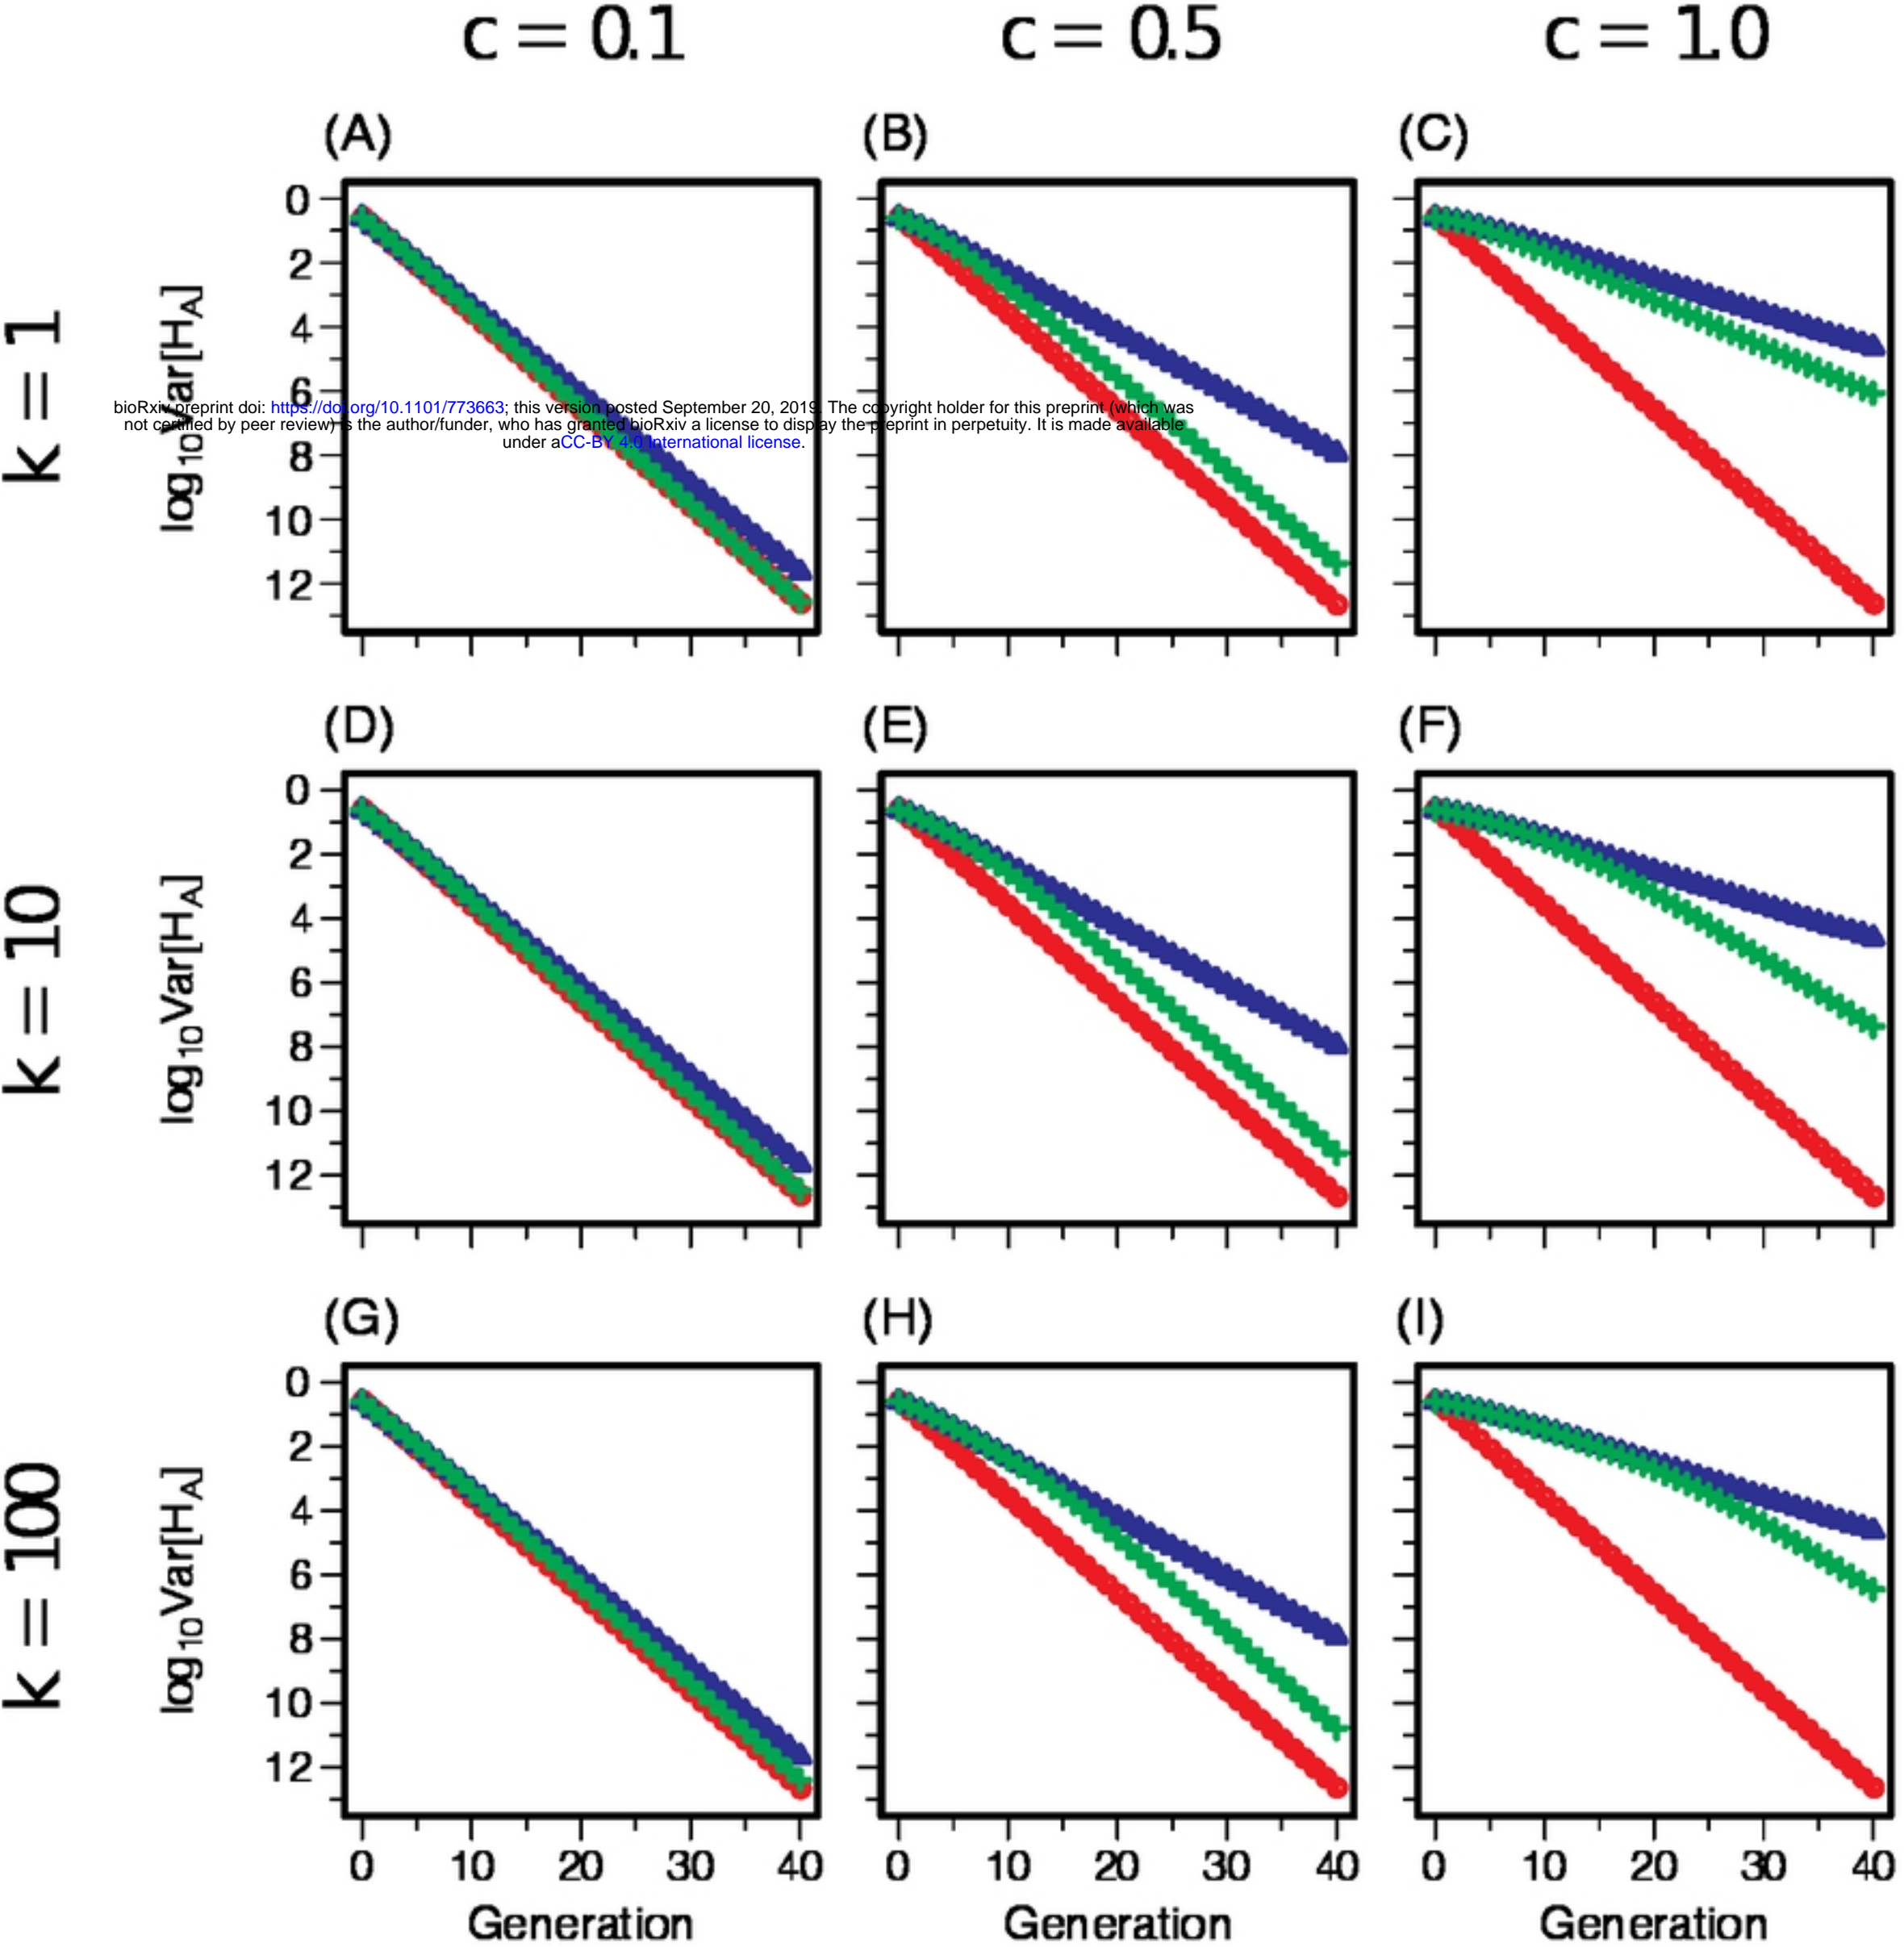 c = 0.1 c = 0.5 c = 1.0
(A) (B) (C)
k = 1
log10Var[HA]
0
2
4
6
8
10
12
bioRxiv preprint doi: https://doi.org/10.1101/773663; this version posted September 20, 2019. The copyright holder for this preprint (which was
not certified by peer review) is the author/funder, who has granted bioRxiv a license to display the preprint in perpetuity. It is made available
under aCC-BY 4.0 International license.
(D) (E) (F)
k = 10
log10Var[HA]
0
2
4
6
8
10
12
(G) (H) (I)
k = 100
log10Var[HA]
0
2
4
6
8
10
12
0 10 20 30 40 0 10 20 30 40 0 10 20 30 40
Generation Generation Generation